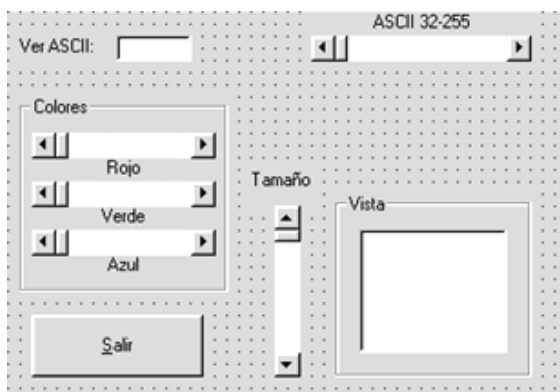 ASCII 32-255
Ver ASCII:
Colores
Rojo
Verde
Azul
Tamaño
Vista
Salir